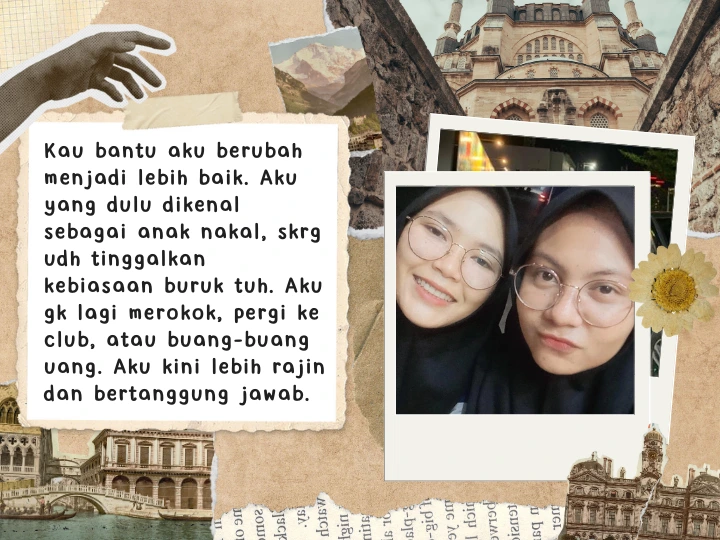 Kau bantu aku berubah
menjadi lebih baik. Aku
yang dulu dikenal
sebagai anak nakal, skrg
udh tinggalkan
kebiasaan buruk tuh. Aku
gk lagi merokok, pergi ke
club, atau buang-buang
uang. Aku kini lebih rajin
dan bertanggung jawab.